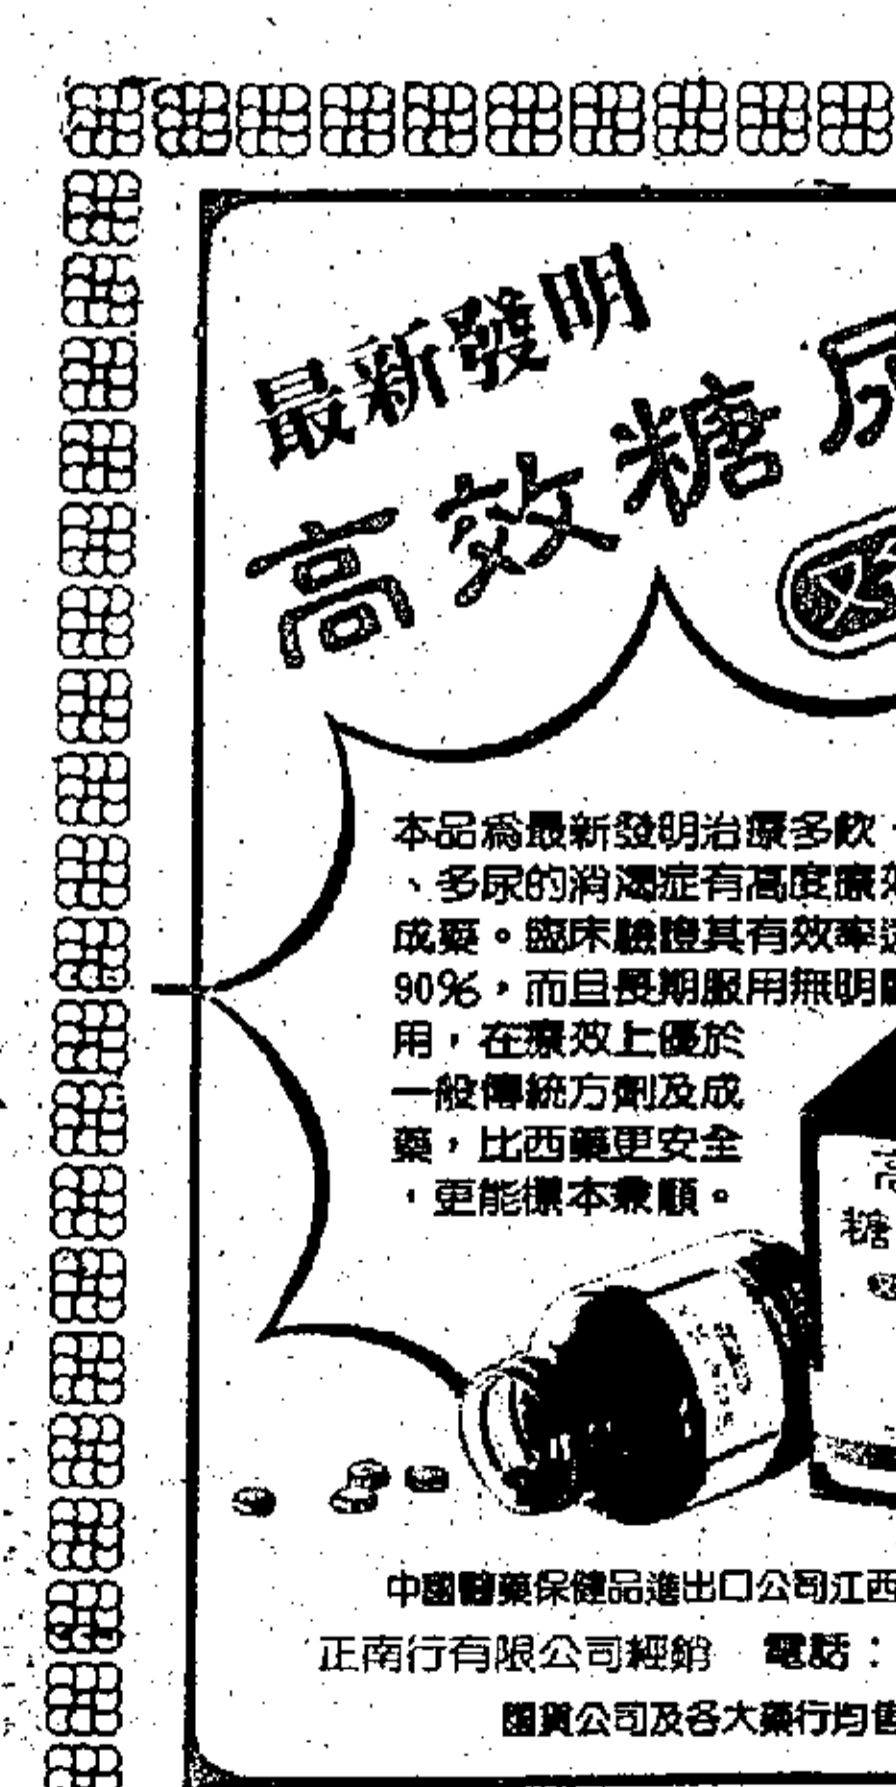 最新發明
高效糖尿
本品為最新發明治療多飲,
、多尿的消渴症有高度療效
成藥。臨床驗證其有效率達
90%,而且長期服用無明顯
用,在療效上優於
一般傳統方劑及成
藥,比西藥更安全
,更能標本兼顧。
糖
中國醫藥保健品進出口公司江西
正南行有限公司經銷 電話:
國貨公司及各大藥行均售